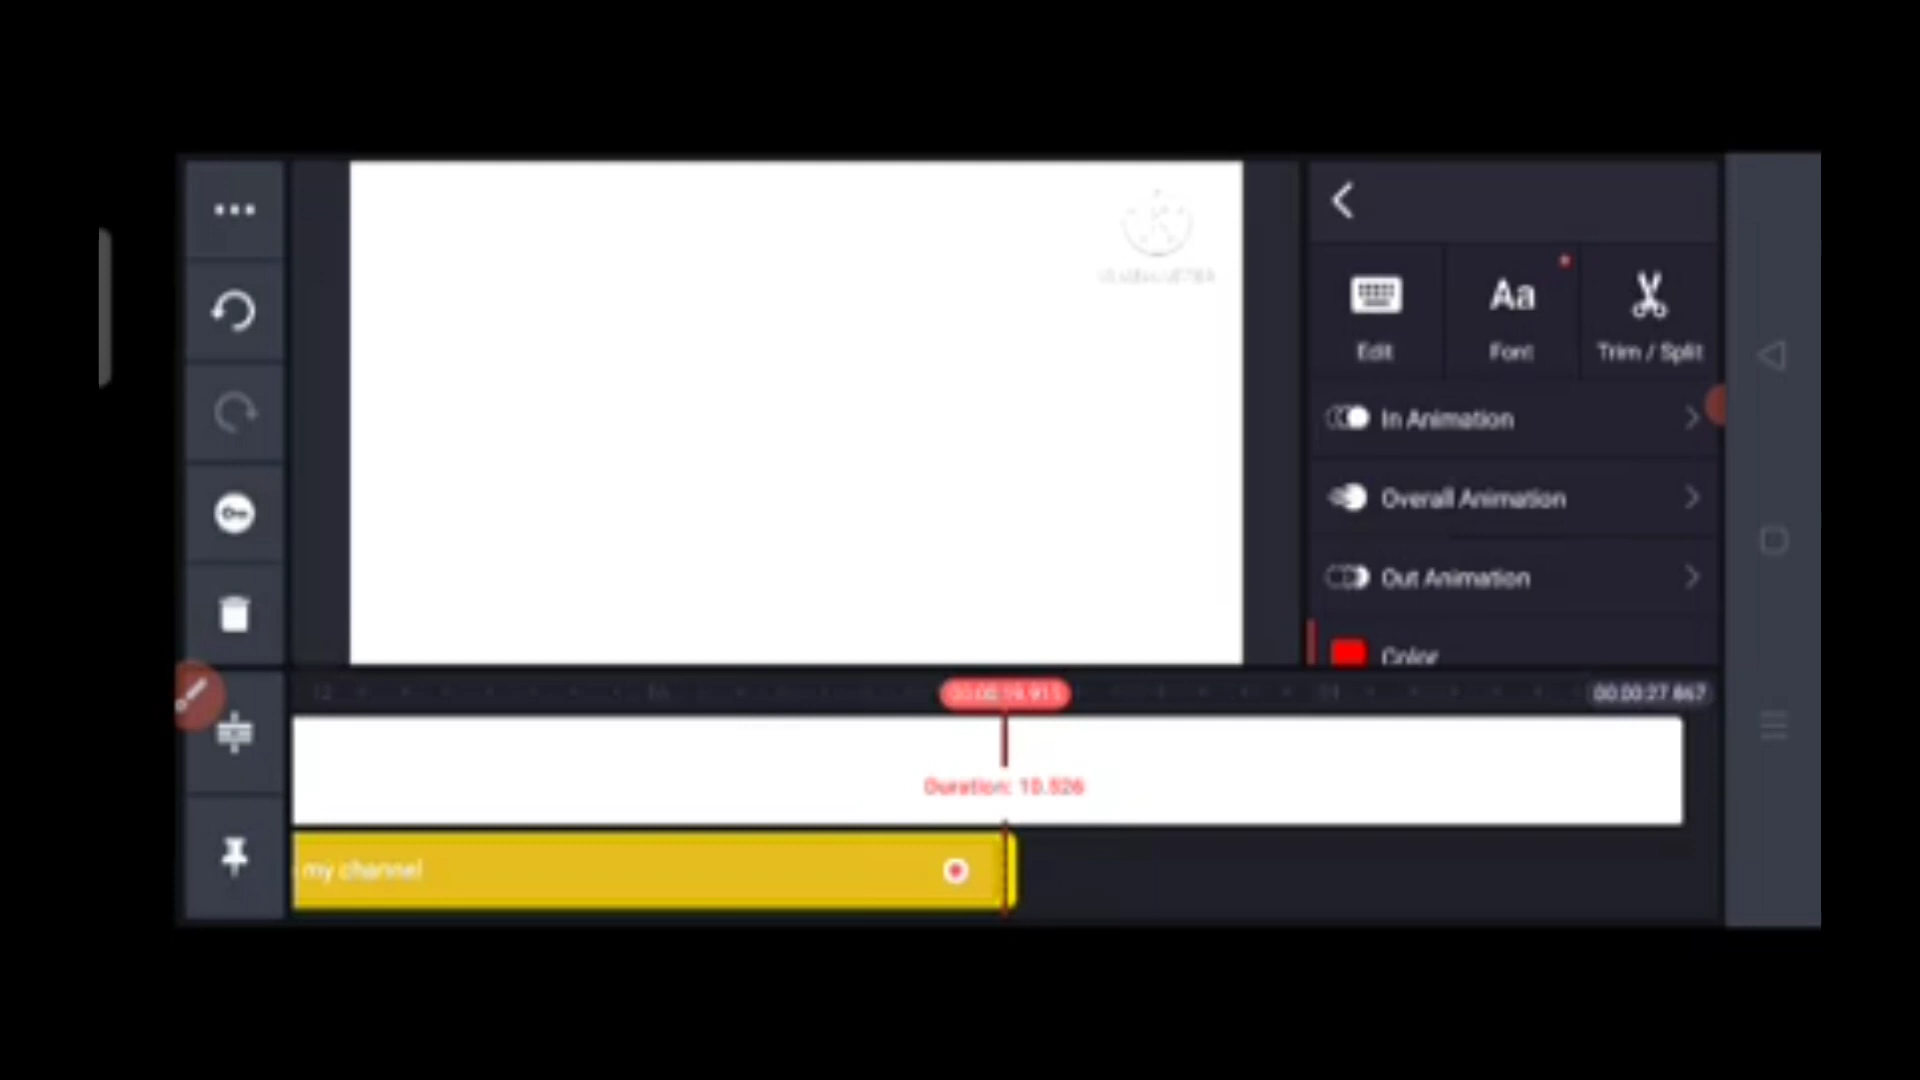 Edit
Aa
Font
Trim / Split
In Animation
Overall Animation
Out Animation
Color
00:00:27.867
Duration: 10.526
my channel